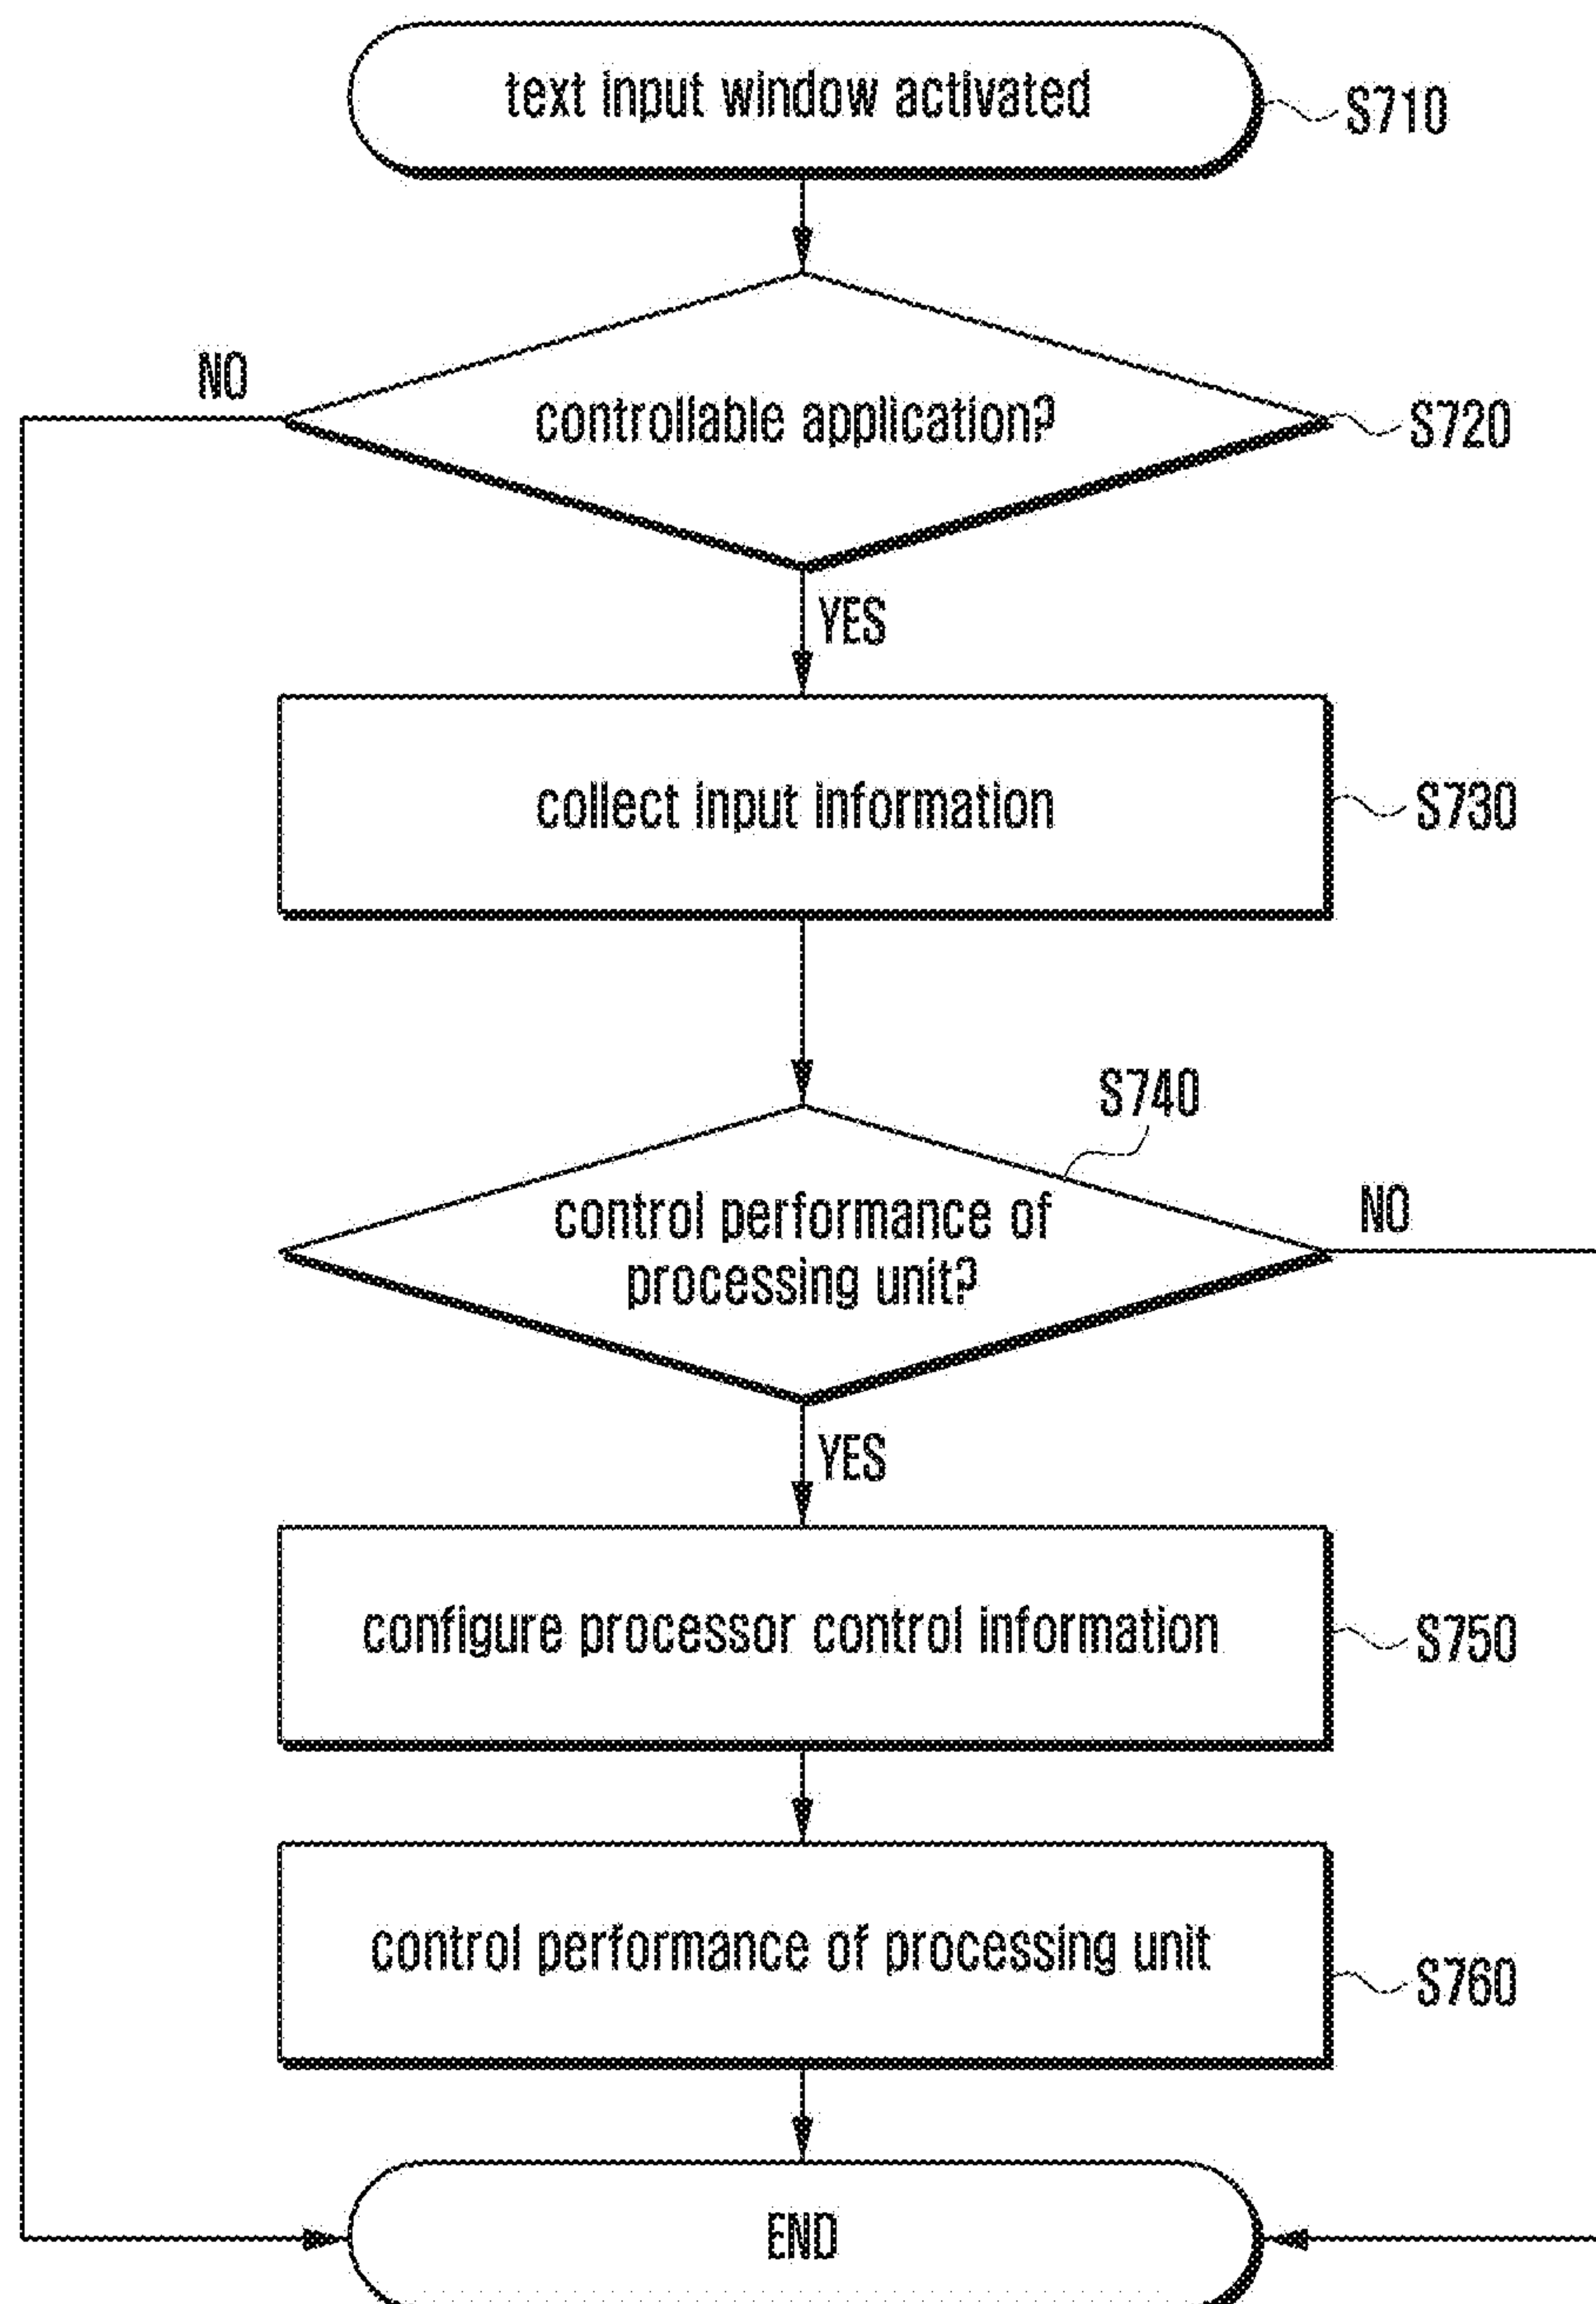 text input window activated
S710
NO
controllable application?
S720
YES
collect input information
S730
S740
control performance of
processing unit?
NO
YES
configure processor control information
S750
control performance of processing unit
S760
END